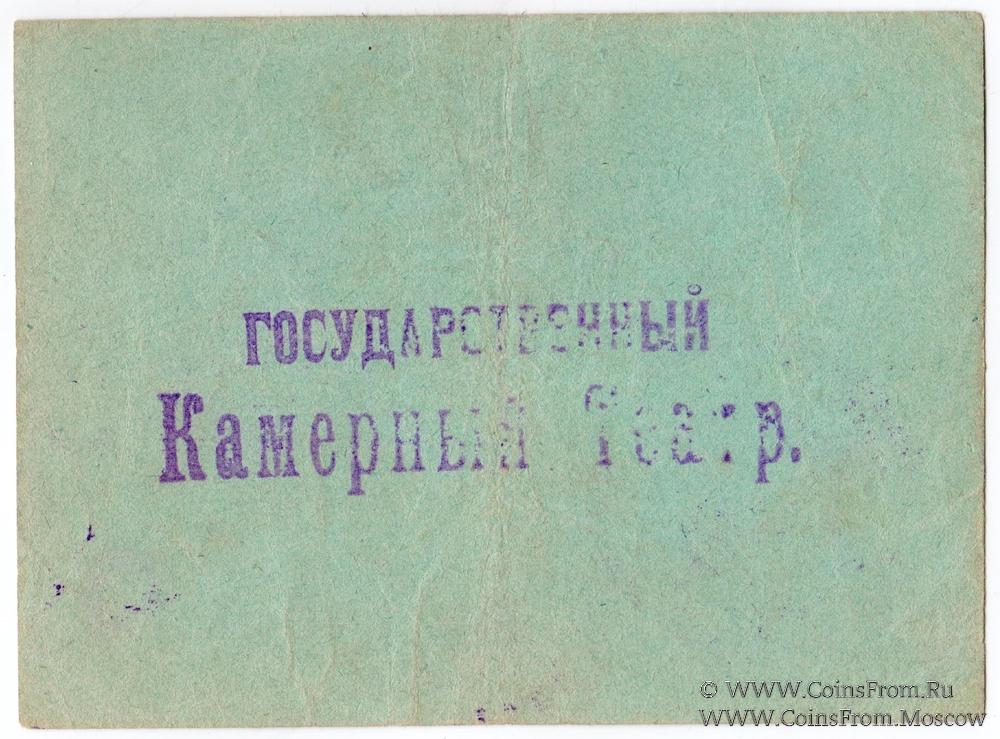 ГОСУДАРСТВЕННЫЙ
Камерный Театр.
© WWW.CoinsFrom.Ru
WWW.CoinsFrom.Moscow